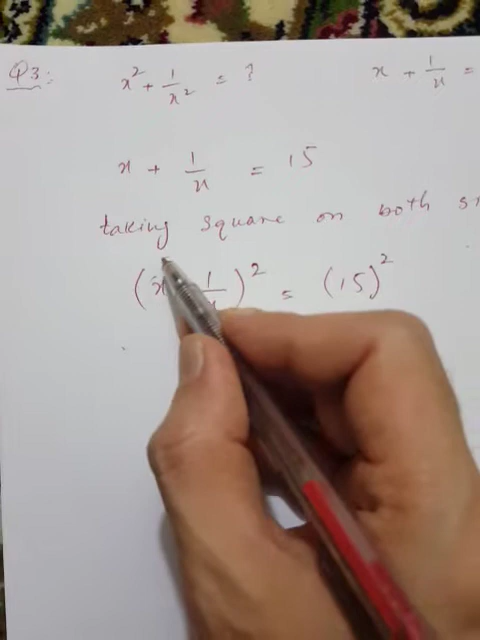 Q3: x² + 1/x² = ? x + 1/x =
x + 1/x = 15
taking square on both
(x 1/x)² = (15)²